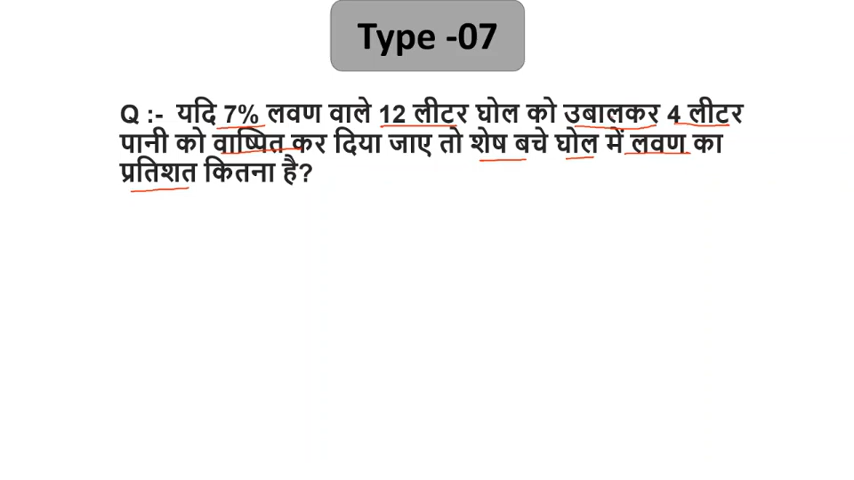 Type -07
Q :- यदि 7% लवण वाले 12 लीटर घोल को उबालकर 4 लीटर
पानी को वाष्पित कर दिया जाए तो शेष बचे घोल में लवण का
प्रतिशत कितना है?